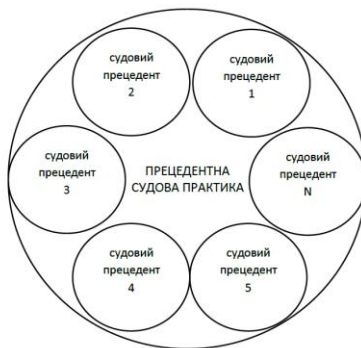 судовий
прецедент
2
судовий
прецедент
1
судовий
прецедент
3
ПРЕЦЕДЕНТНА
СУДОВА ПРАКТИКА
судовий
прецедент
N
судовий
прецедент
4
судовий
прецедент
5